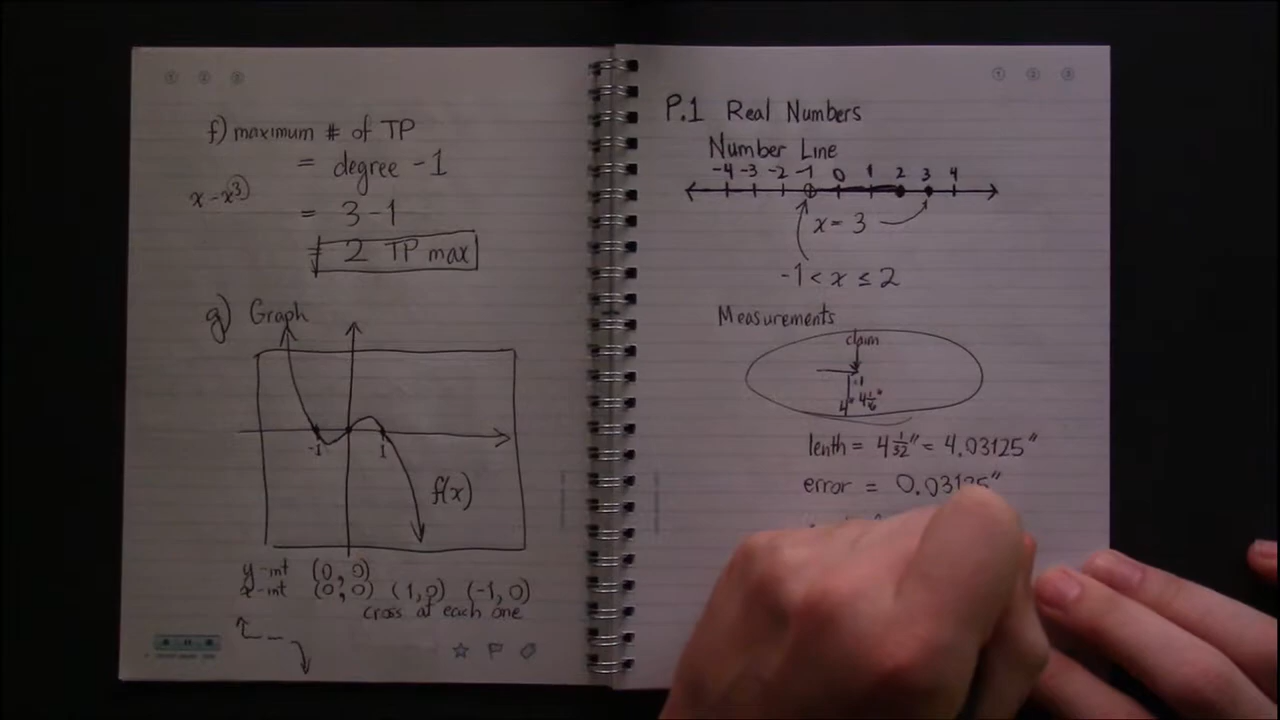 f) maximum # of TP
= degree -1
x - x³
= 3-1
= 2 TP max
g) Graph
-1
1
f(x)
y-int (0,0)
x-int (0,0) (1,0) (-1,0)
cross at each one
P.1 Real Numbers
Number Line
-4 -3 -2 -1 0 1 2 3 4
x = 3
-1 < x ≤ 2
Measurements
claim
lenth = 4 1/32" = 4.03125"
error = 0.03125"